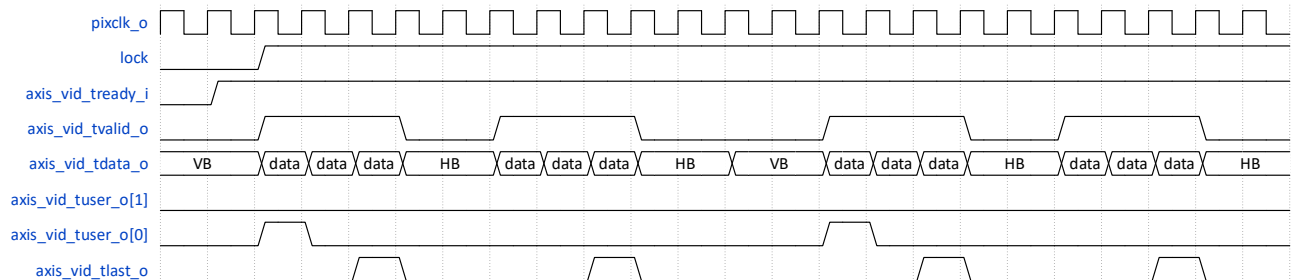 pixclk_o
lock
axis_vid_tready_i
axis_vid_tvalid_o
axis_vid_tdata_o VB data data data HB data data data HB VB data data data HB data data data HB
axis_vid_tuser_o[1]
axis_vid_tuser_o[0]
axis_vid_tlast_o